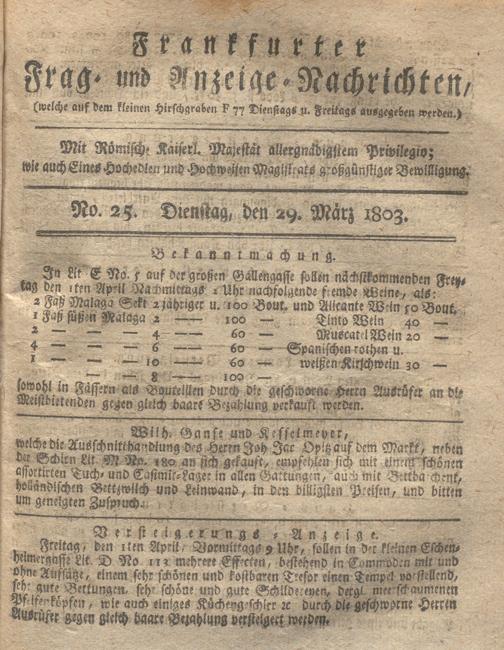 Frankfurter
Frag- und Anzeige-Nachrichten,
(welche auf dem kleinen Hirschgraben F 77 Dienstags u. Freitags ausgegeben werden.)
Mit Römisch. Kaiserl. Majestät allergnädigstem Privilegio;
wie auch Eines Hochedlen und Hochweisen Magistrats großgünstiger Bewilligung.
No. 25. Dienstag, den 29. März 1803.
Bekanntmachung.
In Lit E No. 5 auf der großen Gallengasse sollen nächstkommenden Frey-
tag den 1ten April Nachmittags 2 Uhr nachfolgende fremde Weine, als:
2 Faß Malaga Sekt 2jähriger u. 100 Bout. und Alicante Wein 50 Bout.
1 Faß süßen Malaga 2 — — 100 — Tinto Wein 40 —
2 — — — 4 — — 60 — Muscatel Wein 20 —
4 — — — 6 — — 60 — Spanischen rothen u.
1 — — — 10 — — 60 — weißen Kirschwein 30 —
— — 8 — — 100 —
sowohl in Fässern als Bouteillen durch die geschworne Herrn Ausrüfer an die
Meistbietenden gegen gleich baare Bezahlung verkauft werden.
Wilh. Ganse und Kesselmeyer,
welche die Ausschnitthandlung des Herrn Joh. Jac Opitz auf dem Markt, neben
der Schirn Lit. M No. 180 an sich gekauft, empfehlen sich mit einem schönen
assortirten Tuch- und Casimir-Lager in allen Gattungen, auch mit Bettbarchent,
holländischen Bettzwilch und Leinwand, in den billigsten Preisen, und bitten
um geneigten Zuspruch.
Versteigerungs-Anzeige.
Freitag, den 1ten April, Vormittags 9 Uhr, sollen in der kleinen Eschen-
heimergasse Lit. D No. 113 mehrere Effecten, bestehend in Commoden mit und
ohne Aufsätze, einem sehr schönen und kostbaren Tresor einen Tempel vorstellend,
sehr gute Bettungen, sehr schöne und gute Schildereyen, dergl. meerschaumenen
Pfeifenköpfen, wie auch einiges Küchengeschirr ꝛc durch die geschworne Herren
Ausrüfer gegen gleich baare Bezahlung versteigert werden.